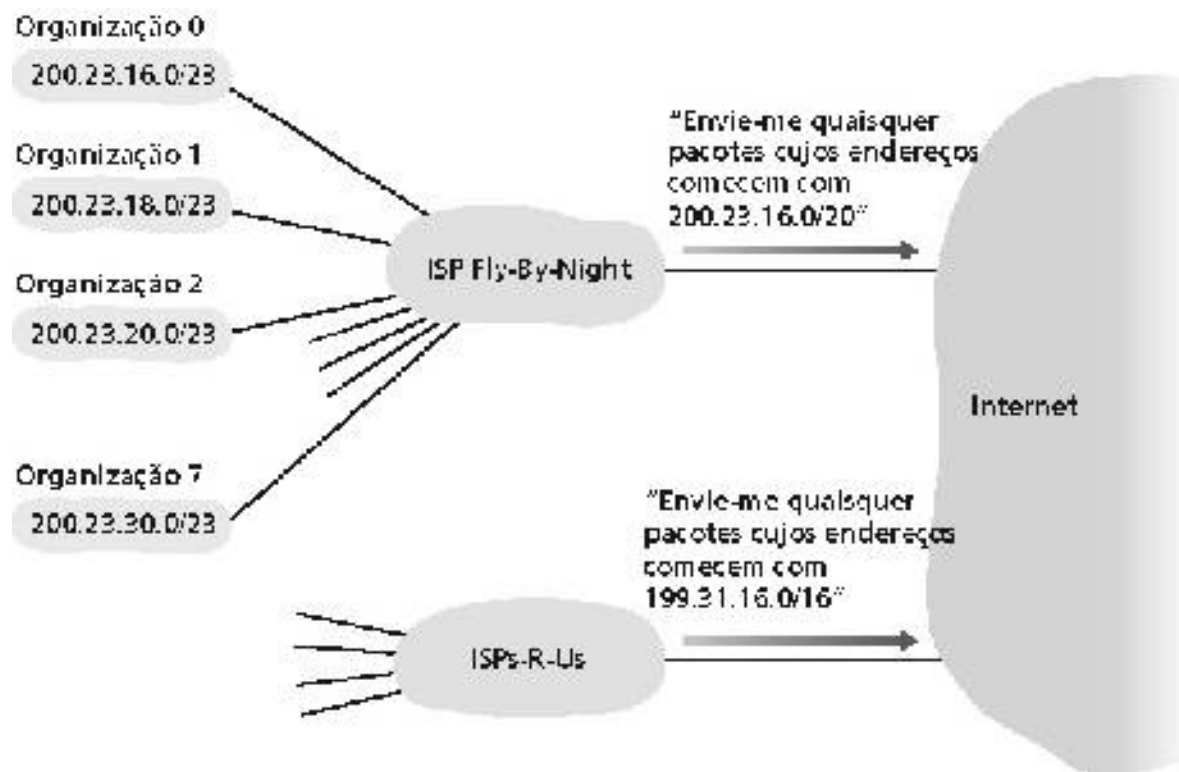 Organização 0
200.23.16.0/23
Organização 1
200.23.18.0/23
Organização 2
200.23.20.0/23
Organização 7
200.23.30.0/23
ISP Fly-By-Night
"Envie-me quaisquer
pacotes cujos endereços
comecem com
200.23.16.0/20"
Internet
"Envie-me quaisquer
pacotes cujos endereços
comecem com
199.31.16.0/16"
ISPs-R-Us